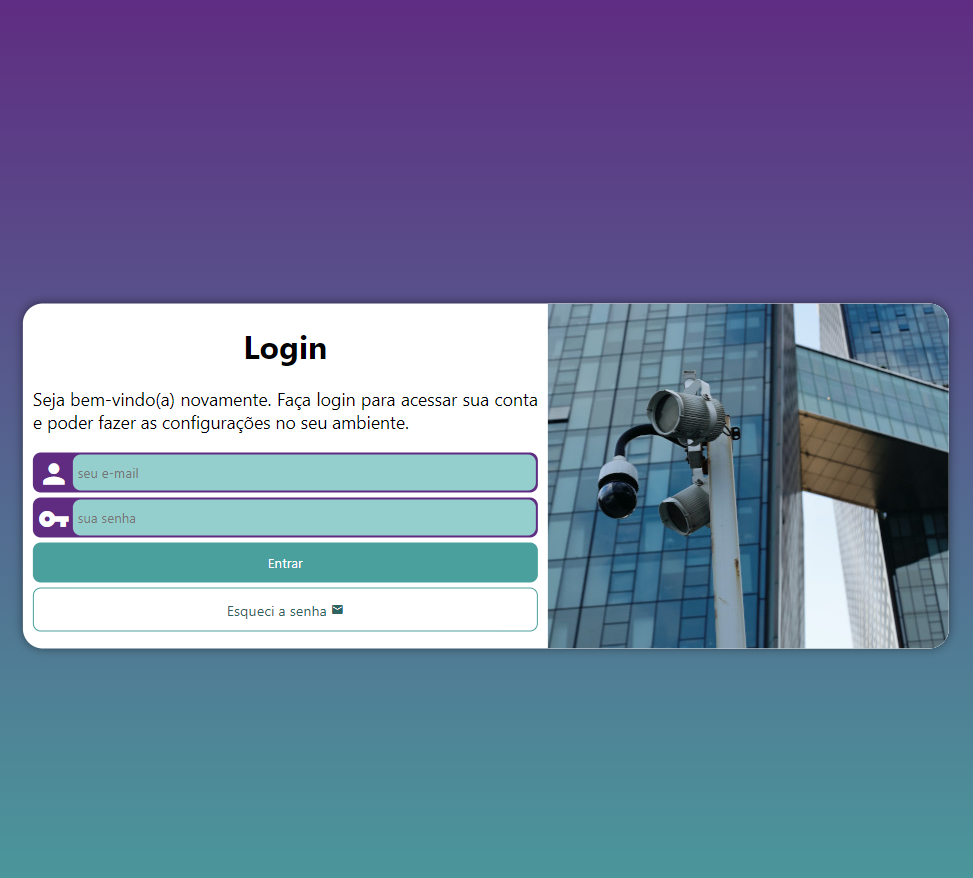 Login
Seja bem-vindo(a) novamente. Faça login para acessar sua conta
e poder fazer as configurações no seu ambiente.
seu e-mail
sua senha
Entrar
Esqueci a senha